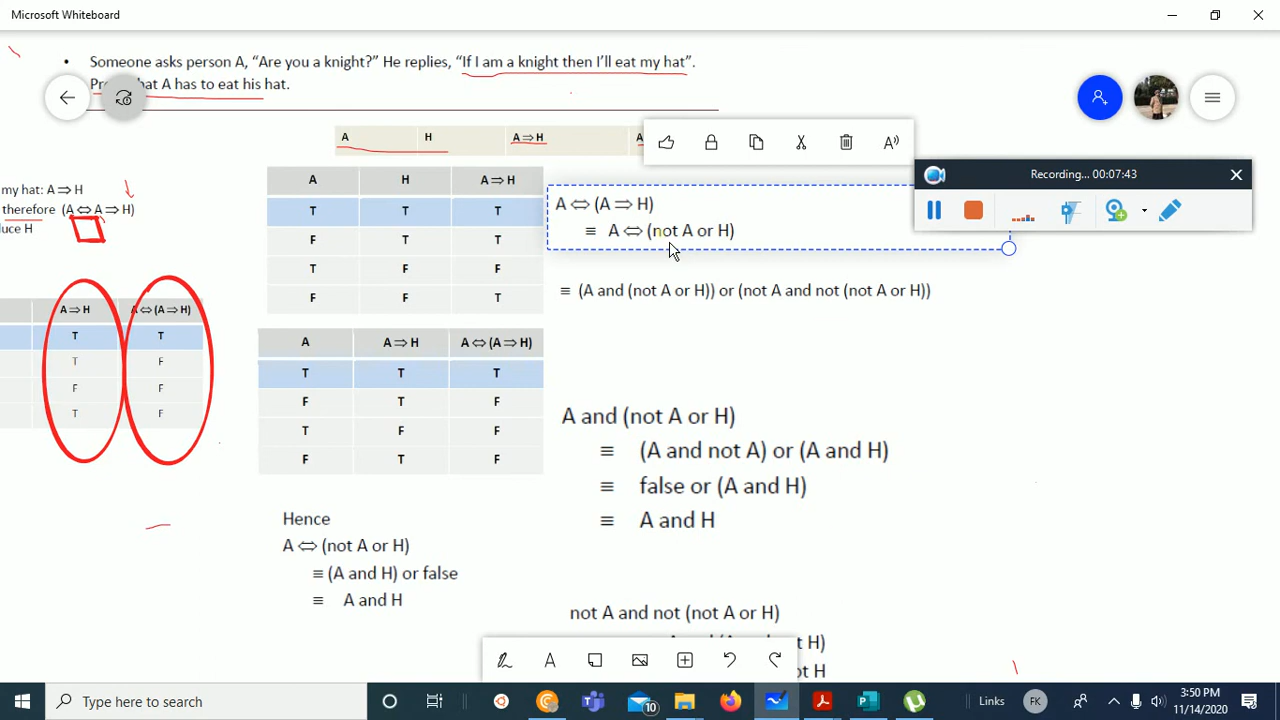 Microsoft Whiteboard
• Someone asks person A, "Are you a knight?" He replies, "If I am a knight then I'll eat my hat".
hat A has to eat his hat.
A H A ⇒ H
my hat: A ⇒ H
therefore (A ⇔ A ⇒ H)
uce H
A ⇒ H A ⇔ (A ⇒ H)
T T
T F
F F
T F
A H A ⇒ H
T T T
F T T
T F F
F F T
A A ⇒ H A ⇔ (A ⇒ H)
T T T
F T F
T F F
F T F
Hence
A ⇔ (not A or H)
≡ (A and H) or false
≡ A and H
A ⇔ (A ⇒ H)
≡ A ⇔ (not A or H)
≡ (A and (not A or H)) or (not A and not (not A or H))
A and (not A or H)
≡ (A and not A) or (A and H)
≡ false or (A and H)
≡ A and H
not A and not (not A or H)
t H)
ot H
Recording... 00:07:43
Type here to search
10
Links
FK
3:50 PM
11/14/2020